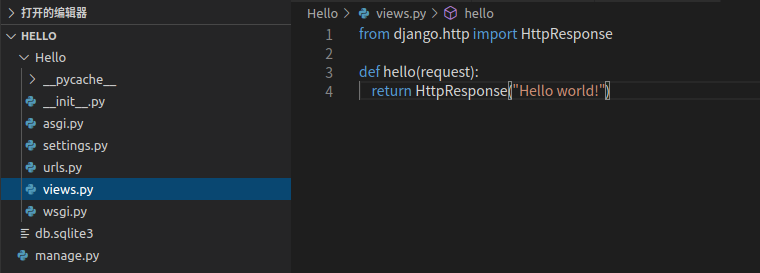 打开的编辑器
HELLO
Hello
__pycache__
__init__.py
asgi.py
settings.py
urls.py
views.py
wsgi.py
db.sqlite3
manage.py
Hello > views.py > hello
1 from django.http import HttpResponse
2
3 def hello(request):
4 return HttpResponse("Hello world!")